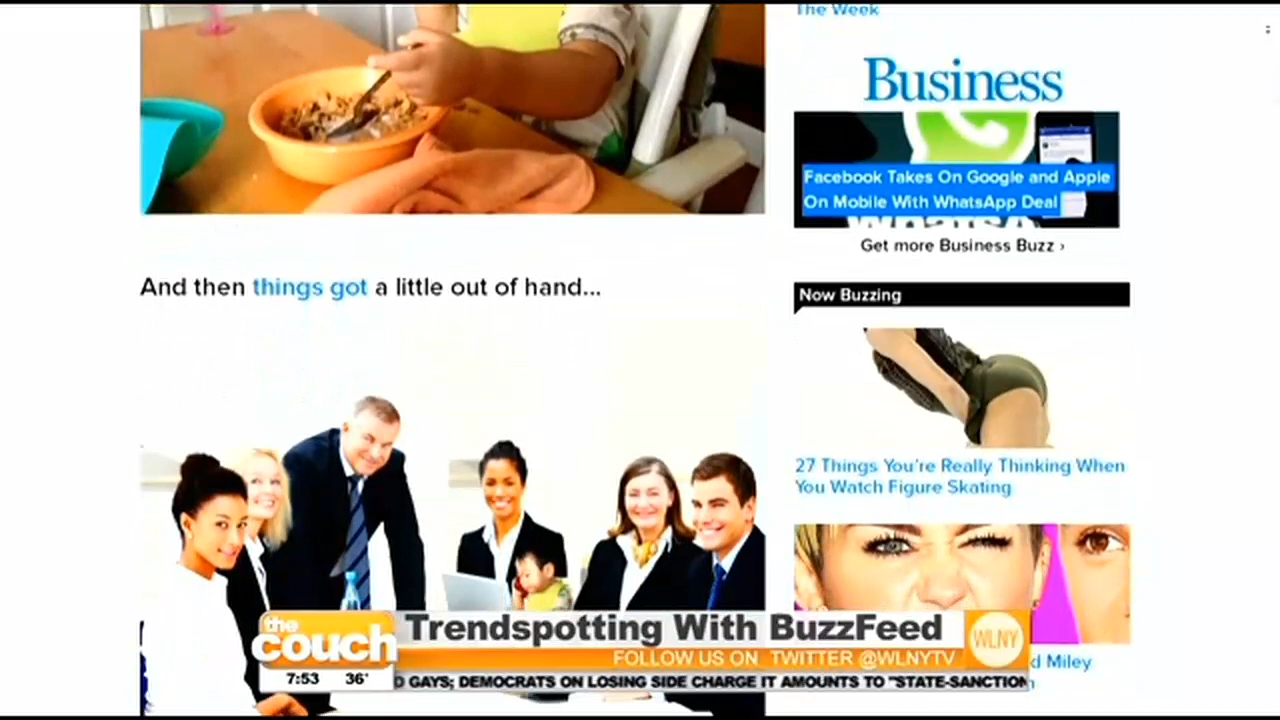 The Week
Business
Facebook Takes On Google and Apple
On Mobile With WhatsApp Deal
Get more Business Buzz ›
And then things got a little out of hand...
Now Buzzing
27 Things You're Really Thinking When
You Watch Figure Skating
d Miley
the
couch
Trendspotting With BuzzFeed
WLNY
FOLLOW US ON TWITTER @WLNYTV
7:53 36°
O GAYS; DEMOCRATS ON LOSING SIDE CHARGE IT AMOUNTS TO "STATE-SANCTION